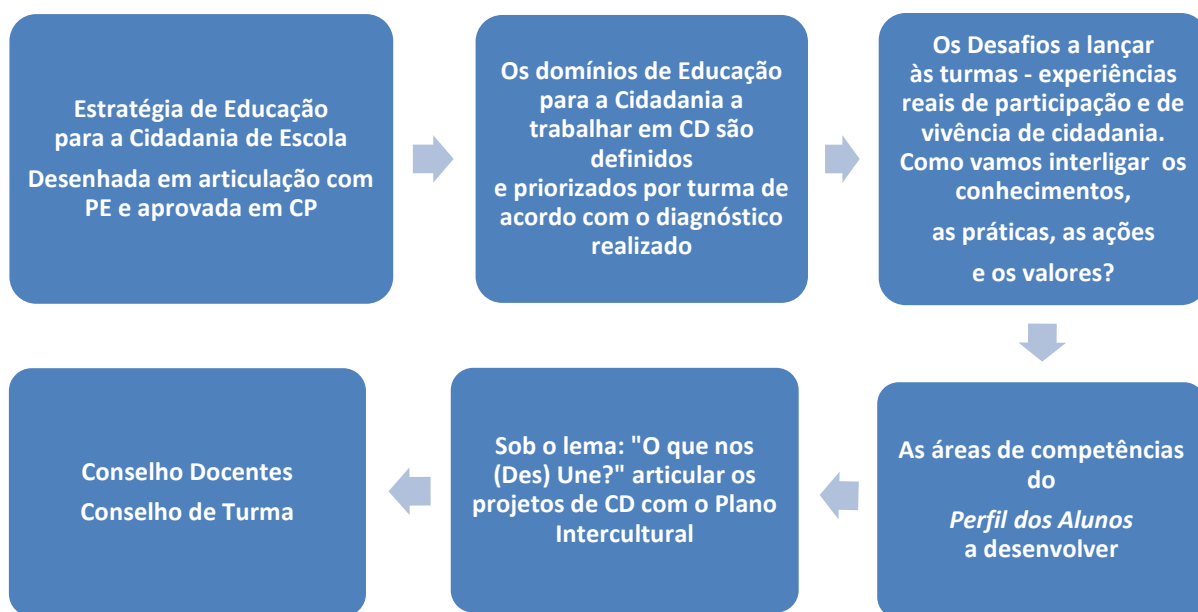 Estratégia de Educação
para a Cidadania de Escola
Desenhada em articulação com
PE e aprovada em CP
Os domínios de Educação
para a Cidadania a
trabalhar em CD são
definidos
e priorizados por turma de
acordo com o diagnóstico
realizado
Os Desafios a lançar
às turmas - experiências
reais de participação e de
vivência de cidadania.
Como vamos interligar os
conhecimentos,
as práticas, as ações
e os valores?
As áreas de competências
do
Perfil dos Alunos
a desenvolver
Sob o lema: "O que nos
(Des) Une?" articular os
projetos de CD com o Plano
Intercultural
Conselho Docentes
Conselho de Turma